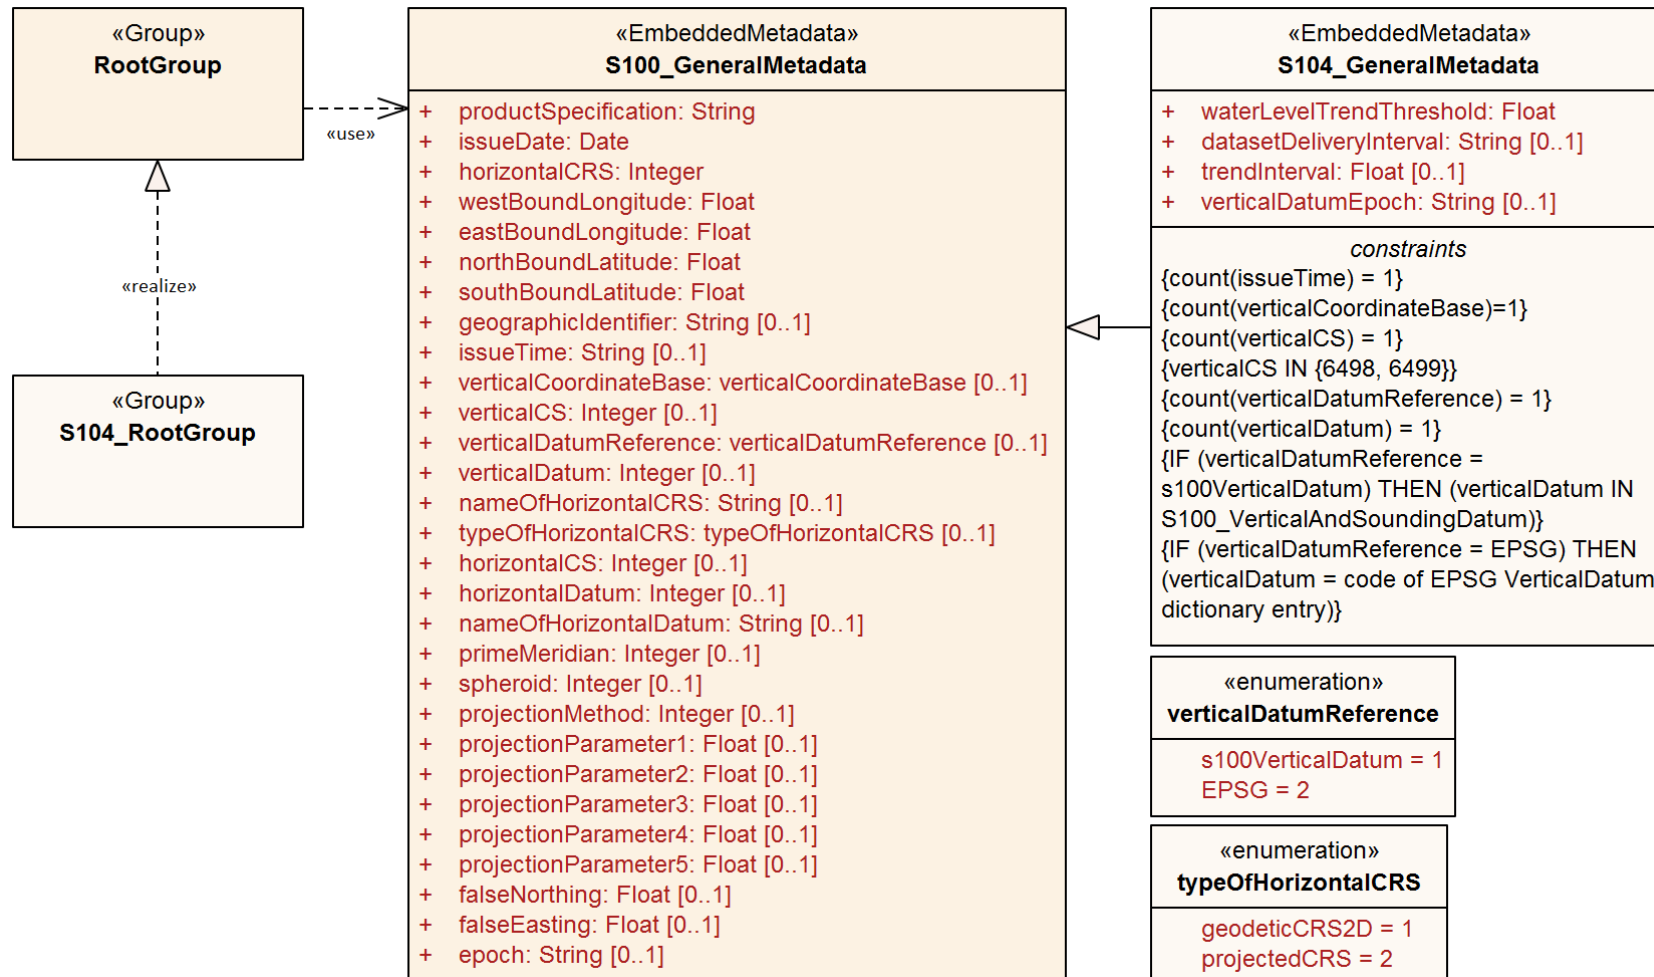 «Group»
RootGroup
«use»
«realize»
«Group»
S104_RootGroup
«EmbeddedMetadata»
S100_GeneralMetadata
+ productSpecification: String
+ issueDate: Date
+ horizontalCRS: Integer
+ westBoundLongitude: Float
+ eastBoundLongitude: Float
+ northBoundLatitude: Float
+ southBoundLatitude: Float
+ geographicIdentifier: String [0..1]
+ issueTime: String [0..1]
+ verticalCoordinateBase: verticalCoordinateBase [0..1]
+ verticalCS: Integer [0..1]
+ verticalDatumReference: verticalDatumReference [0..1]
+ verticalDatum: Integer [0..1]
+ nameOfHorizontalCRS: String [0..1]
+ typeOfHorizontalCRS: typeOfHorizontalCRS [0..1]
+ horizontalCS: Integer [0..1]
+ horizontalDatum: Integer [0..1]
+ nameOfHorizontalDatum: String [0..1]
+ primeMeridian: Integer [0..1]
+ spheroid: Integer [0..1]
+ projectionMethod: Integer [0..1]
+ projectionParameter1: Float [0..1]
+ projectionParameter2: Float [0..1]
+ projectionParameter3: Float [0..1]
+ projectionParameter4: Float [0..1]
+ projectionParameter5: Float [0..1]
+ falseNorthing: Float [0..1]
+ falseEasting: Float [0..1]
+ epoch: String [0..1]
«EmbeddedMetadata»
S104_GeneralMetadata
+ waterLevelTrendThreshold: Float
+ datasetDeliveryInterval: String [0..1]
+ trendInterval: Float [0..1]
+ verticalDatumEpoch: String [0..1]
constraints
{count(issueTime) = 1}
{count(verticalCoordinateBase)=1}
{count(verticalCS) = 1}
{verticalCS IN {6498, 6499}}
{count(verticalDatumReference) = 1}
{count(verticalDatum) = 1}
{IF (verticalDatumReference =
s100VerticalDatum) THEN (verticalDatum IN
S100_VerticalAndSoundingDatum)}
{IF (verticalDatumReference = EPSG) THEN
(verticalDatum = code of EPSG VerticalDatum
dictionary entry)}
«enumeration»
verticalDatumReference
s100VerticalDatum = 1
EPSG = 2
«enumeration»
typeOfHorizontalCRS
geodeticCRS2D = 1
projectedCRS = 2